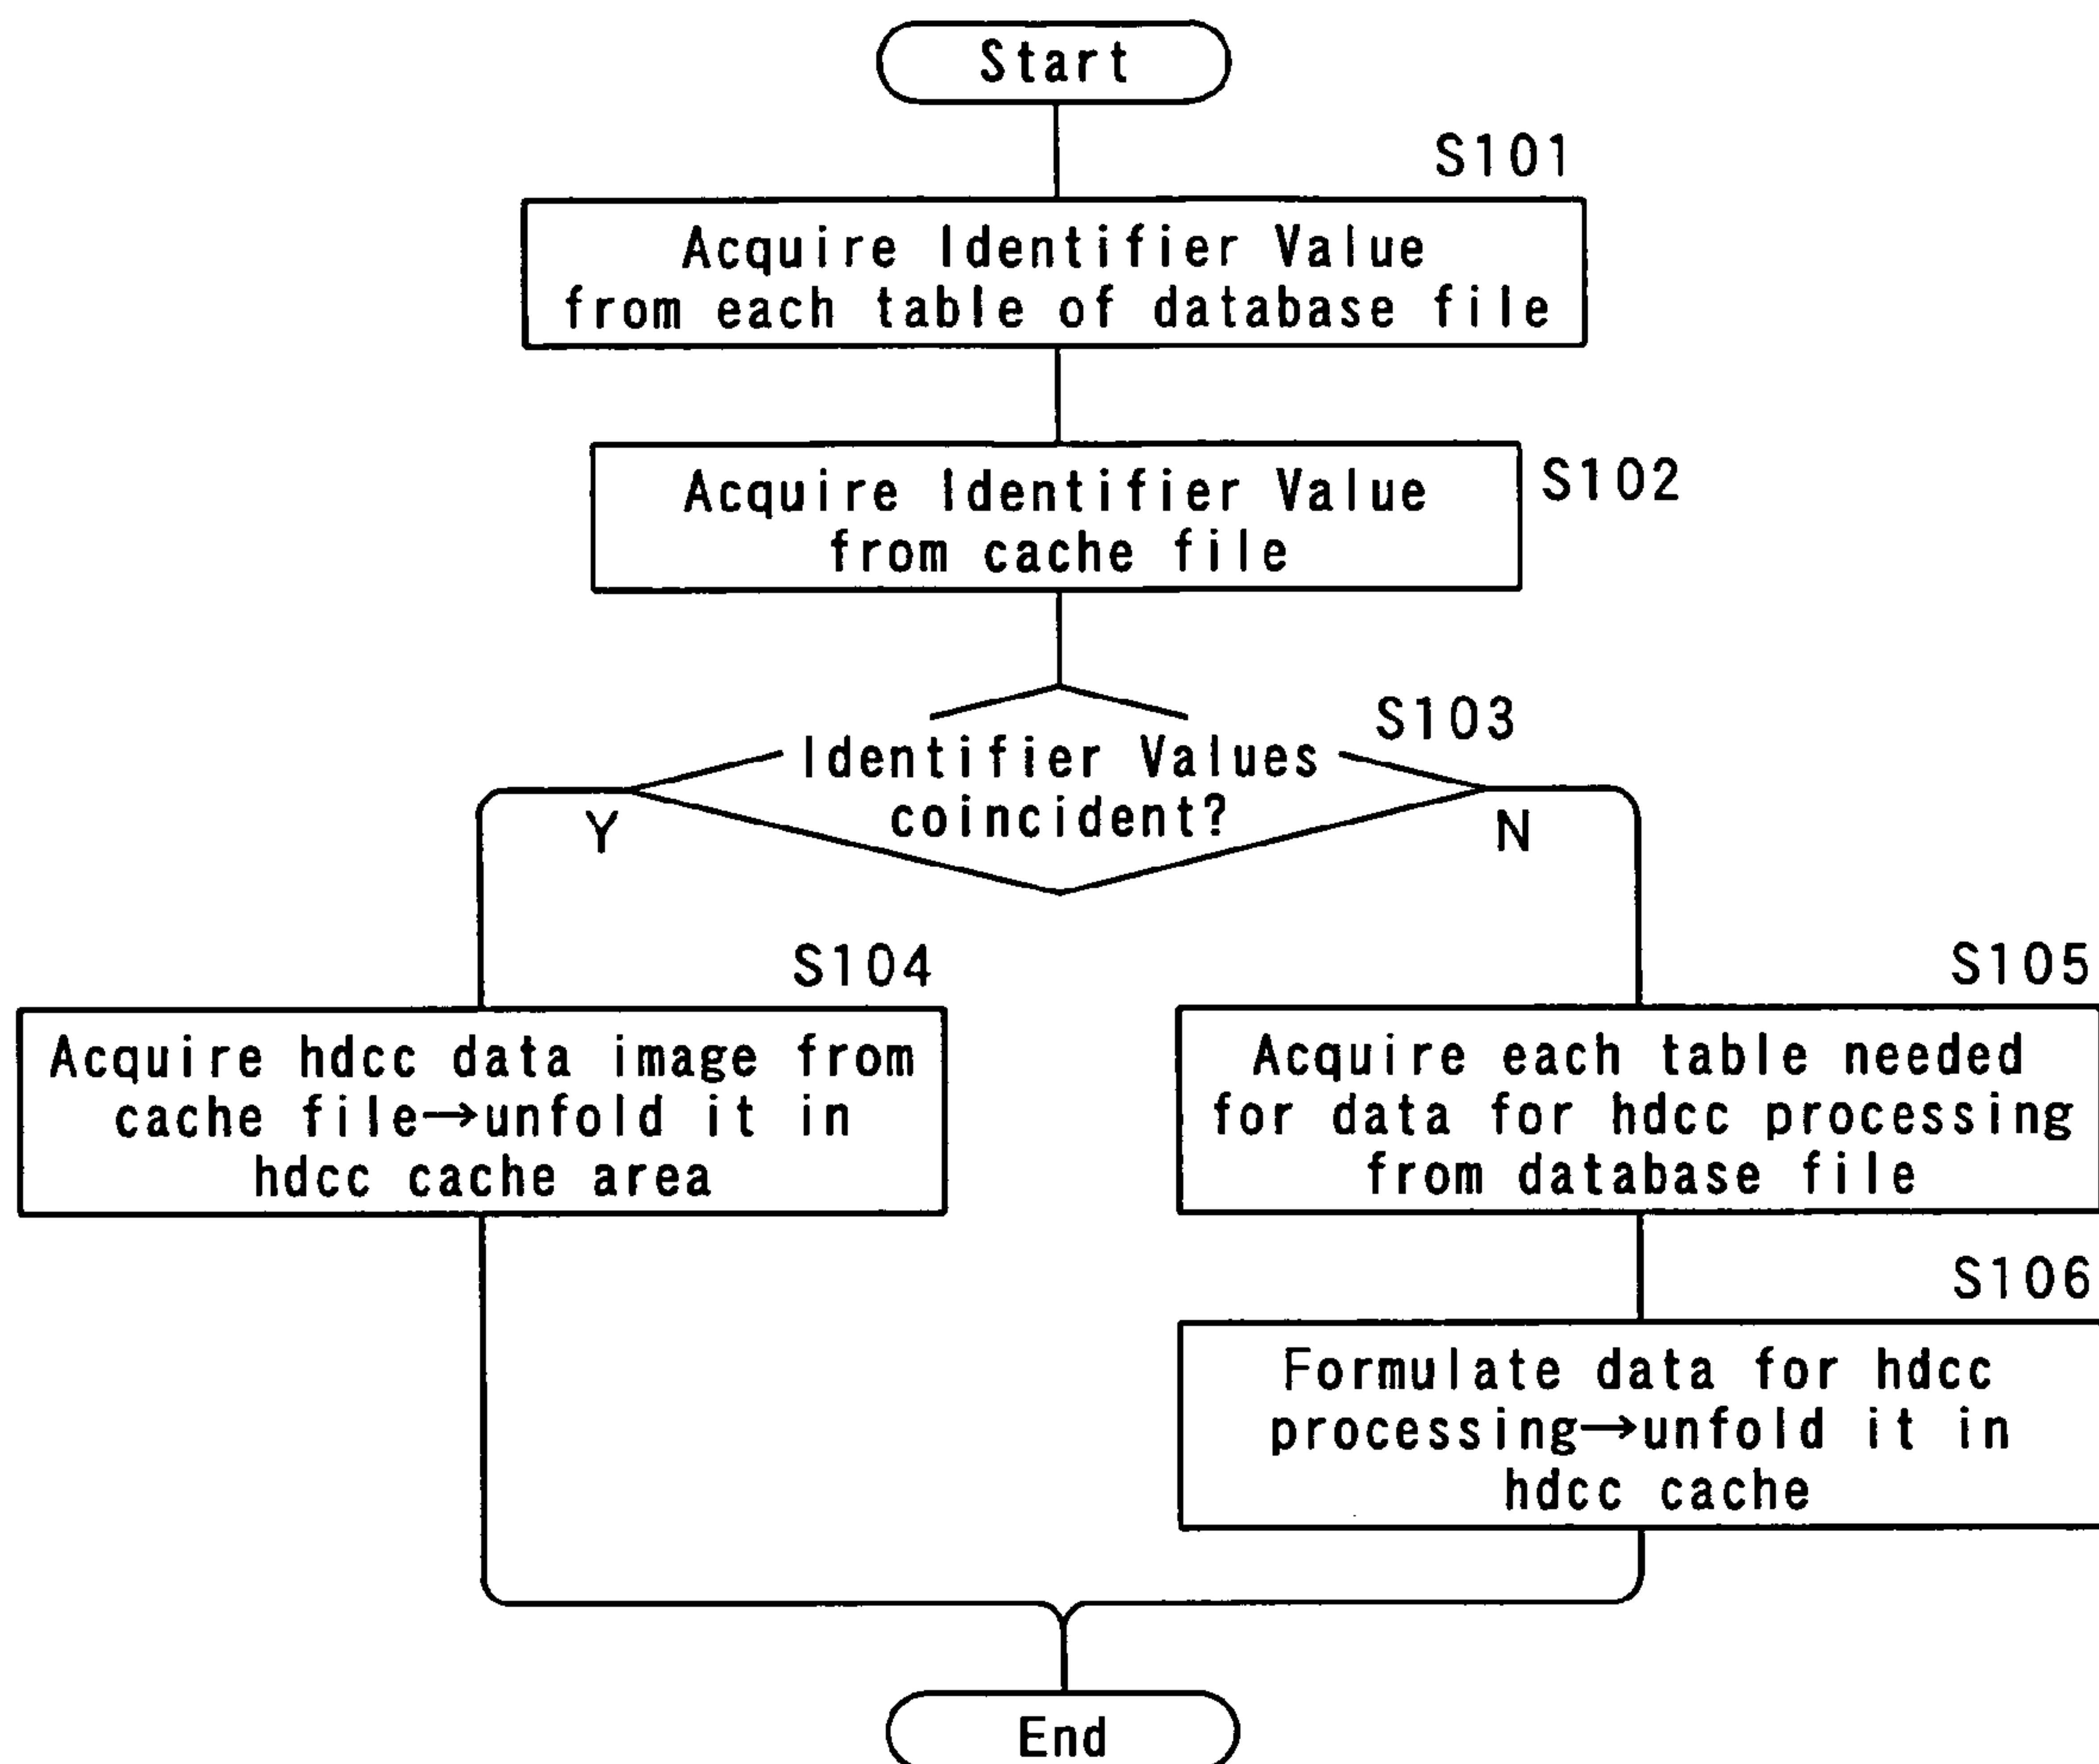 Start
S101
Acquire Identifier Value
from each table of database file
S102
Acquire Identifier Value
from cache file
S103
Identifier Values
coincident?
Y
N
S104
Acquire hdcc data image from
cache file→unfold it in
hdcc cache area
S105
Acquire each table needed
for data for hdcc processing
from database file
S106
Formulate data for hdcc
processing→unfold it in
hdcc cache
End